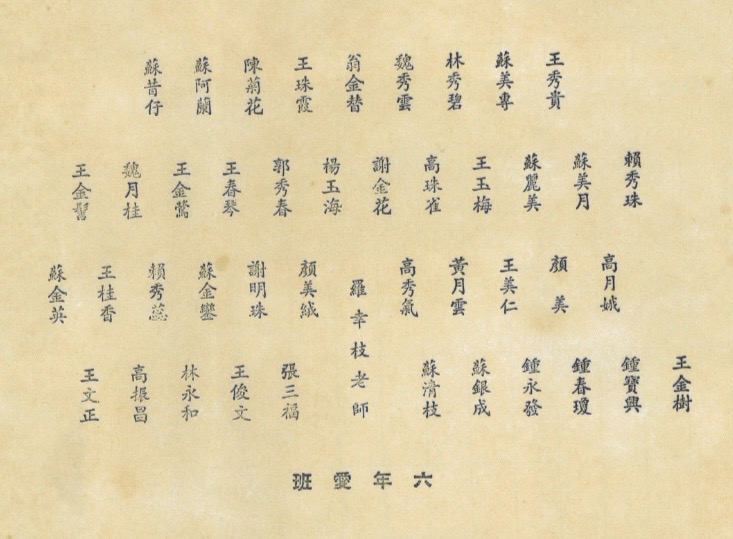 王秀貴
蘇美專
林秀碧
魏秀雲
翁金替
王珠霞
陳菊花
蘇阿蘭
蘇昔仔
賴秀珠
蘇美月
蘇麗美
王玉梅
高珠雀
謝金花
楊玉海
郭秀春
王春琴
王金鶯
魏月桂
王金
高月娥
顏美
王美仁
黃月雲
高秀氣
羅幸枝老師
顏美絨
謝明珠
蘇金鑾
賴秀蕊
王桂香
蘇金英
王金樹
鍾寶興
鍾春瓊
鍾永發
蘇銀成
蘇清枝
張三福
王俊文
林永和
高振昌
王文正
六年愛班